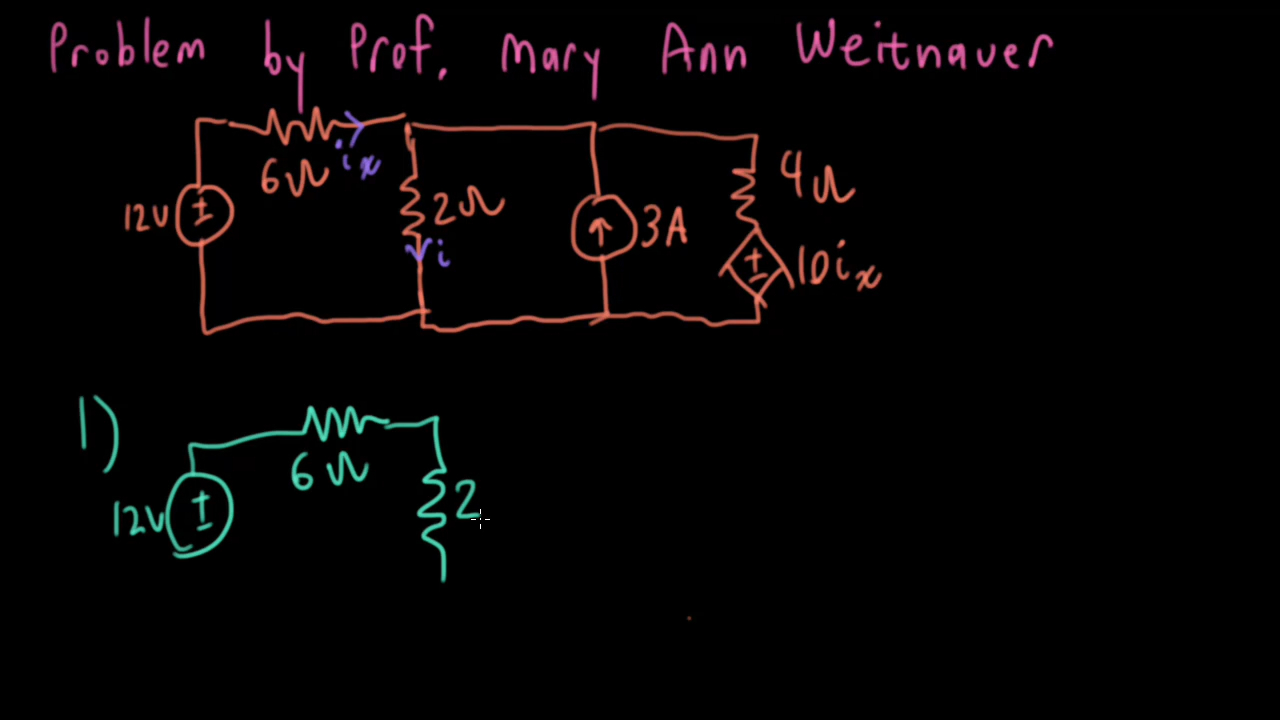 Problem by Prof. Mary Ann Weitnauer
6Ω
ix
12V
±
2Ω
i
3A
4Ω
±
10ix
1)
6Ω
12V
±
2